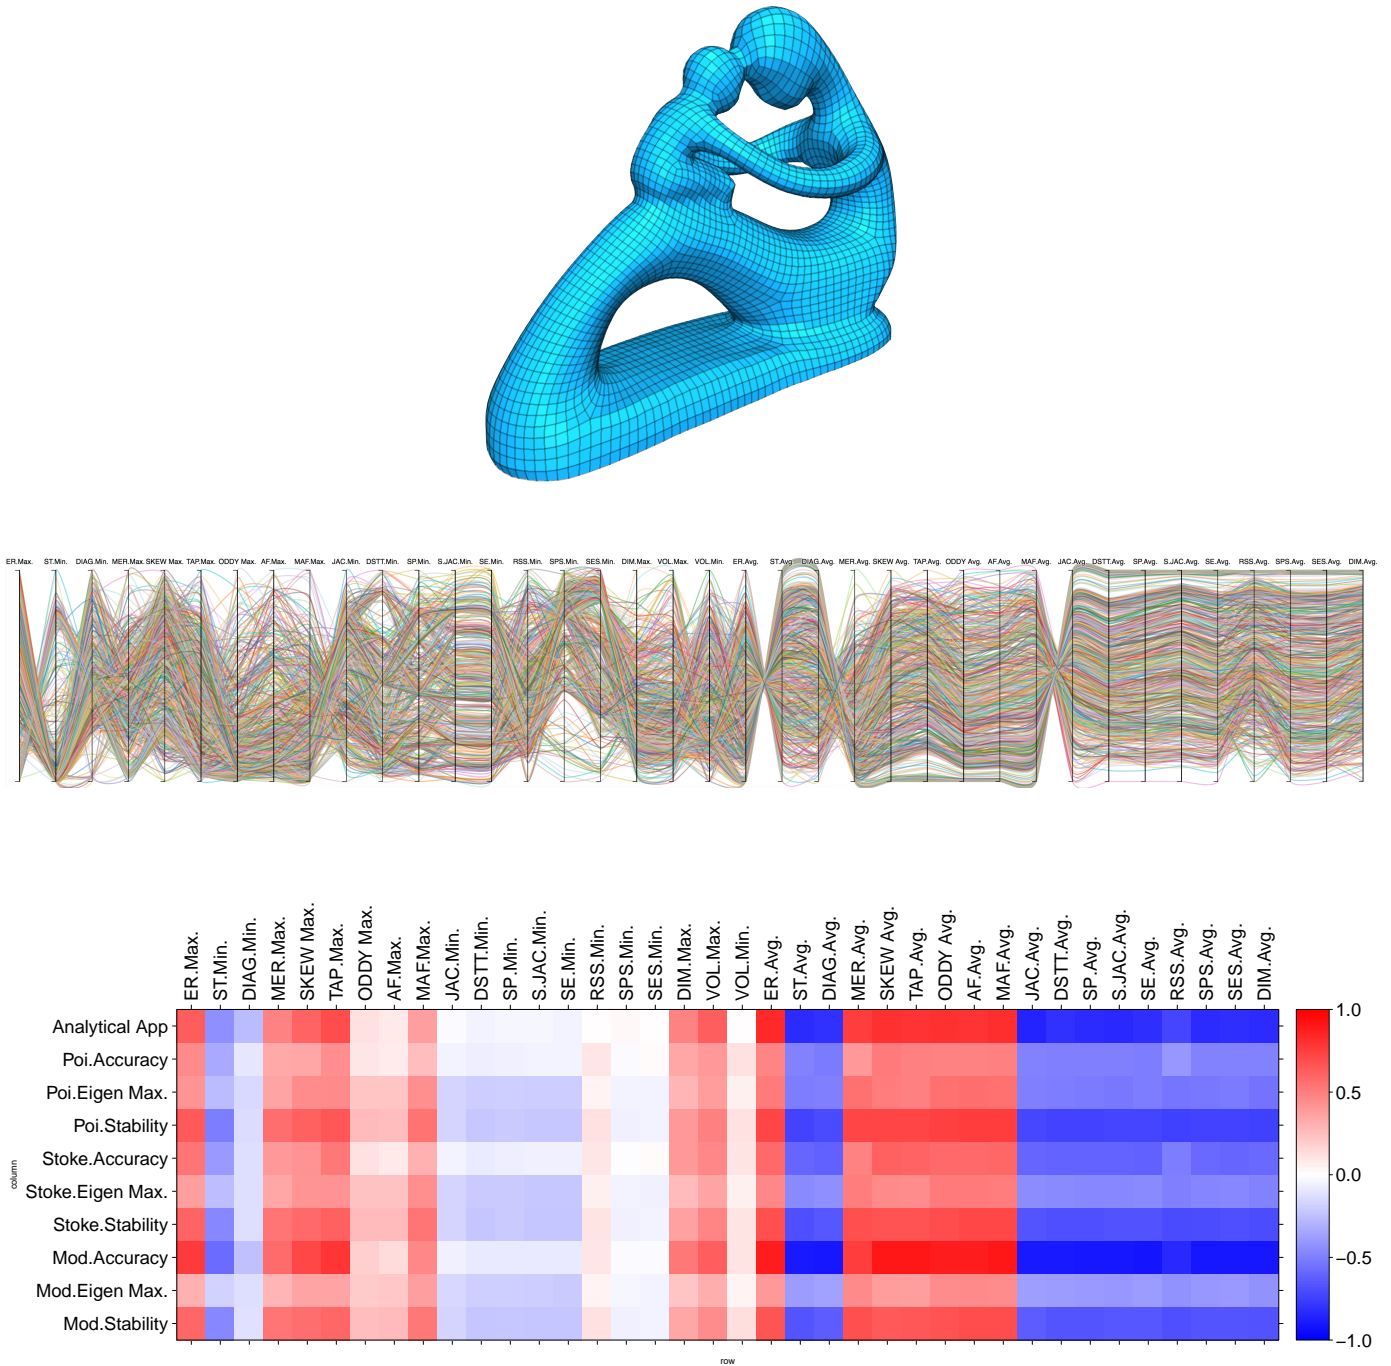 ER.Max. ST.Min. DIAG.Min. MER.Max. SKEW Max. TAP.Max. ODDY Max. AF.Max. MAF.Max. JAC.Min. DSTT.Min. SP.Min. S.JAC.Min. SE.Min. RSS.Min. SPS.Min. SES.Min. DIM.Max. VOL.Max. VOL.Min. ER.Avg. ST.Avg. DIAG.Avg. MER.Avg. SKEW Avg. TAP.Avg. ODDY Avg. AF.Avg. MAF.Avg. JAC.Avg. DSTT.Avg. SP.Avg. S.JAC.Avg. SE.Avg. RSS.Avg. SPS.Avg. SES.Avg. DIM.Avg.
ER.Max.
ST.Min.
DIAG.Min.
MER.Max.
SKEW Max.
TAP.Max.
ODDY Max.
AF.Max.
MAF.Max.
JAC.Min.
DSTT.Min.
SP.Min.
S.JAC.Min.
SE.Min.
RSS.Min.
SPS.Min.
SES.Min.
DIM.Max.
VOL.Max.
VOL.Min.
ER.Avg.
ST.Avg.
DIAG.Avg.
MER.Avg.
SKEW Avg.
TAP.Avg.
ODDY Avg.
AF.Avg.
MAF.Avg.
JAC.Avg.
DSTT.Avg.
SP.Avg.
S.JAC.Avg.
SE.Avg.
RSS.Avg.
SPS.Avg.
SES.Avg.
DIM.Avg.
column
Analytical App
Poi.Accuracy
Poi.Eigen Max.
Poi.Stability
Stoke.Accuracy
Stoke.Eigen Max.
Stoke.Stability
Mod.Accuracy
Mod.Eigen Max.
Mod.Stability
1.0
0.5
0.0
−0.5
−1.0
row